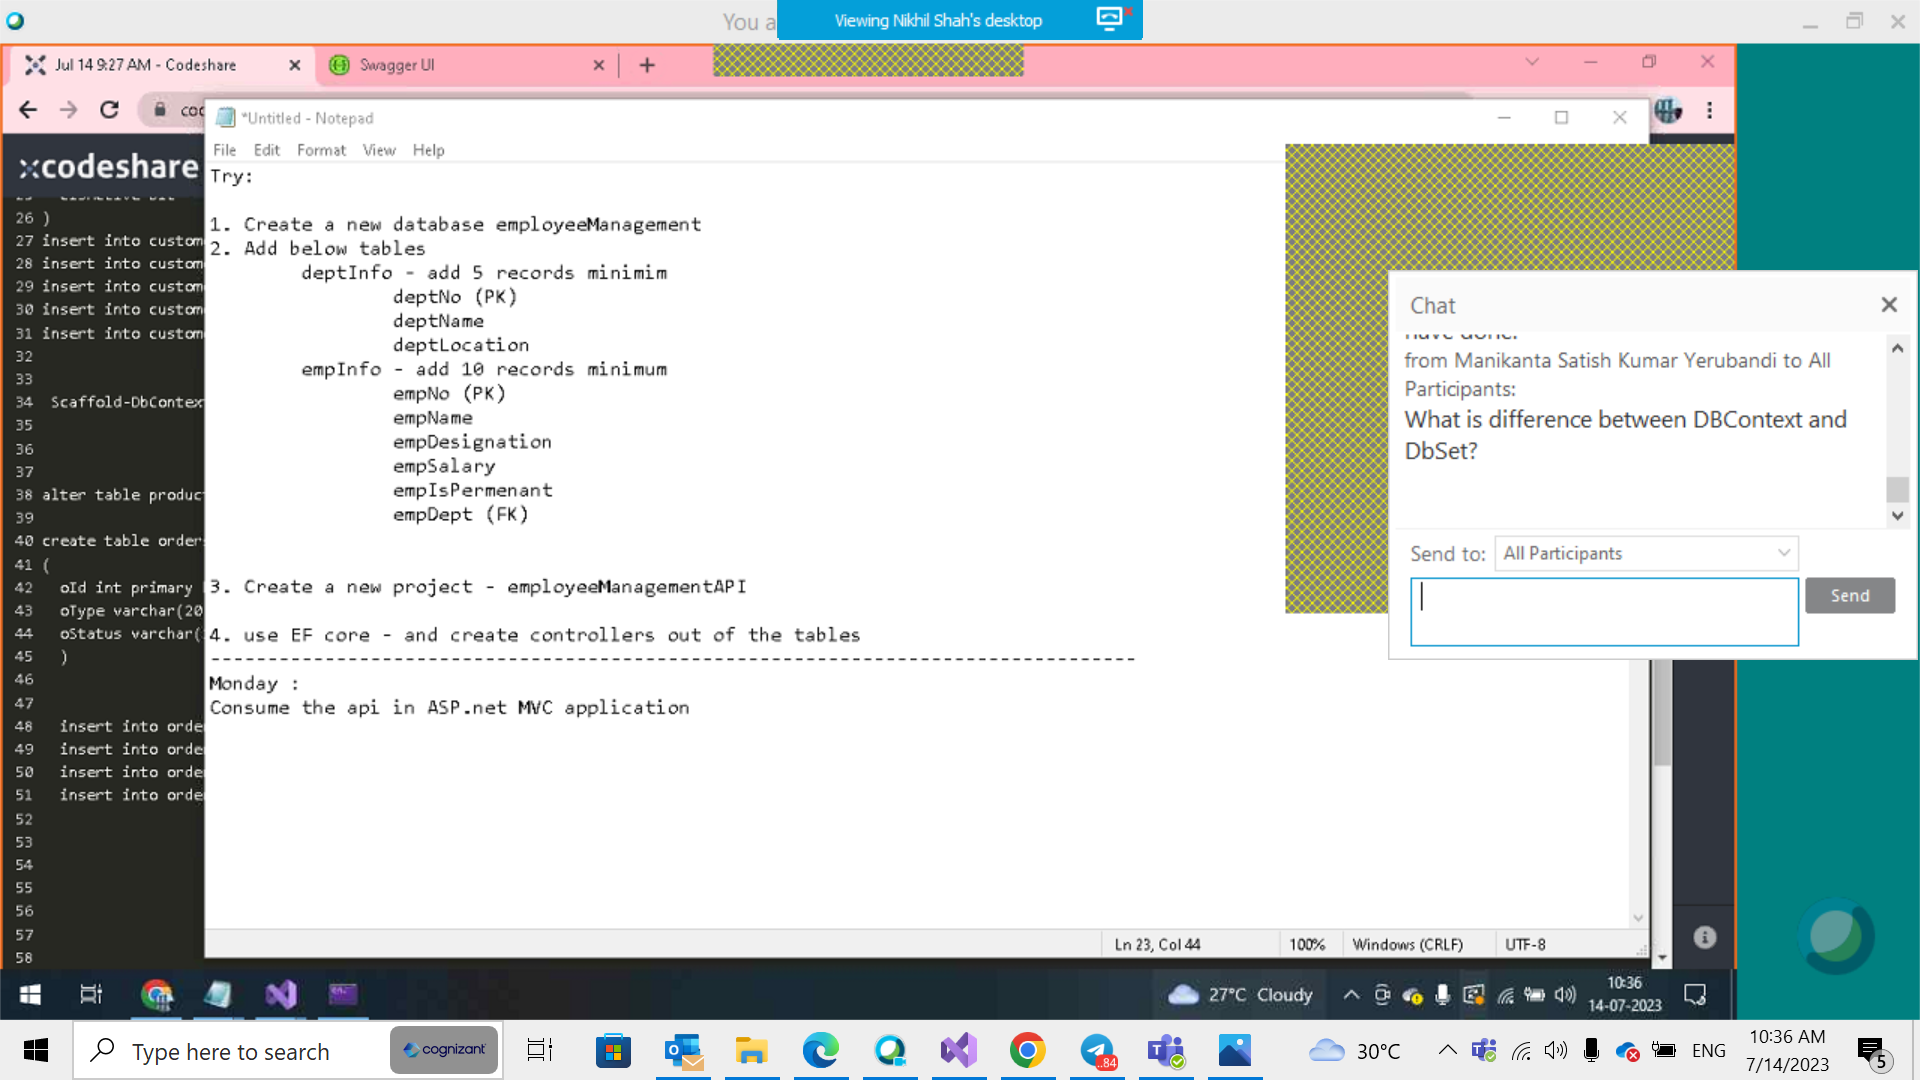 You a
Viewing Nikhil Shah's desktop
Jul 14 9:27 AM - Codeshare
Swagger UI
*Untitled - Notepad
File Edit Format View Help
xcodeshare
Try:
1. Create a new database employeeManagement
2. Add below tables
deptInfo - add 5 records minimim
deptNo (PK)
deptName
deptLocation
empInfo - add 10 records minimum
empNo (PK)
empName
empDesignation
empSalary
empIsPermenant
empDept (FK)
3. Create a new project - employeeManagementAPI
4. use EF core - and create controllers out of the tables
---------------------------------------------------------------------------------
Monday :
Consume the api in ASP.net MVC application
26 )
27 insert into custom
28 insert into custom
29 insert into custom
30 insert into custom
31 insert into custom
32
33
34 Scaffold-DbContext
35
36
37
38 alter table produc
39
40 create table order
41 (
42 oId int primary
43 oType varchar(20
44 oStatus varchar(
45 )
46
47
48 insert into orde
49 insert into orde
50 insert into orde
51 insert into orde
52
53
54
55
56
57
58
Ln 23, Col 44
100%
Windows (CRLF)
UTF-8
Chat
have done.
from Manikanta Satish Kumar Yerubandi to All
Participants:
What is difference between DBContext and
DbSet?
Send to: All Participants
Send
27°C Cloudy
10:36
14-07-2023
Type here to search
cognizant
84
30°C
ENG
10:36 AM
7/14/2023
5